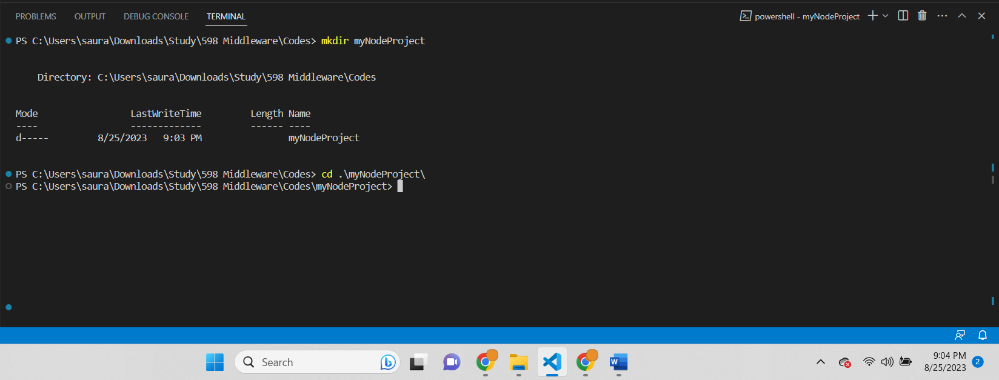 PROBLEMS OUTPUT DEBUG CONSOLE TERMINAL powershell - myNodeProject
PS C:\Users\saura\Downloads\Study\598 Middleware\Codes> mkdir myNodeProject
Directory: C:\Users\saura\Downloads\Study\598 Middleware\Codes
Mode LastWriteTime Length Name
---- ------------- ------ ----
d----- 8/25/2023 9:03 PM myNodeProject
PS C:\Users\saura\Downloads\Study\598 Middleware\Codes> cd .\myNodeProject\
PS C:\Users\saura\Downloads\Study\598 Middleware\Codes\myNodeProject>
Search
9:04 PM
8/25/2023
2